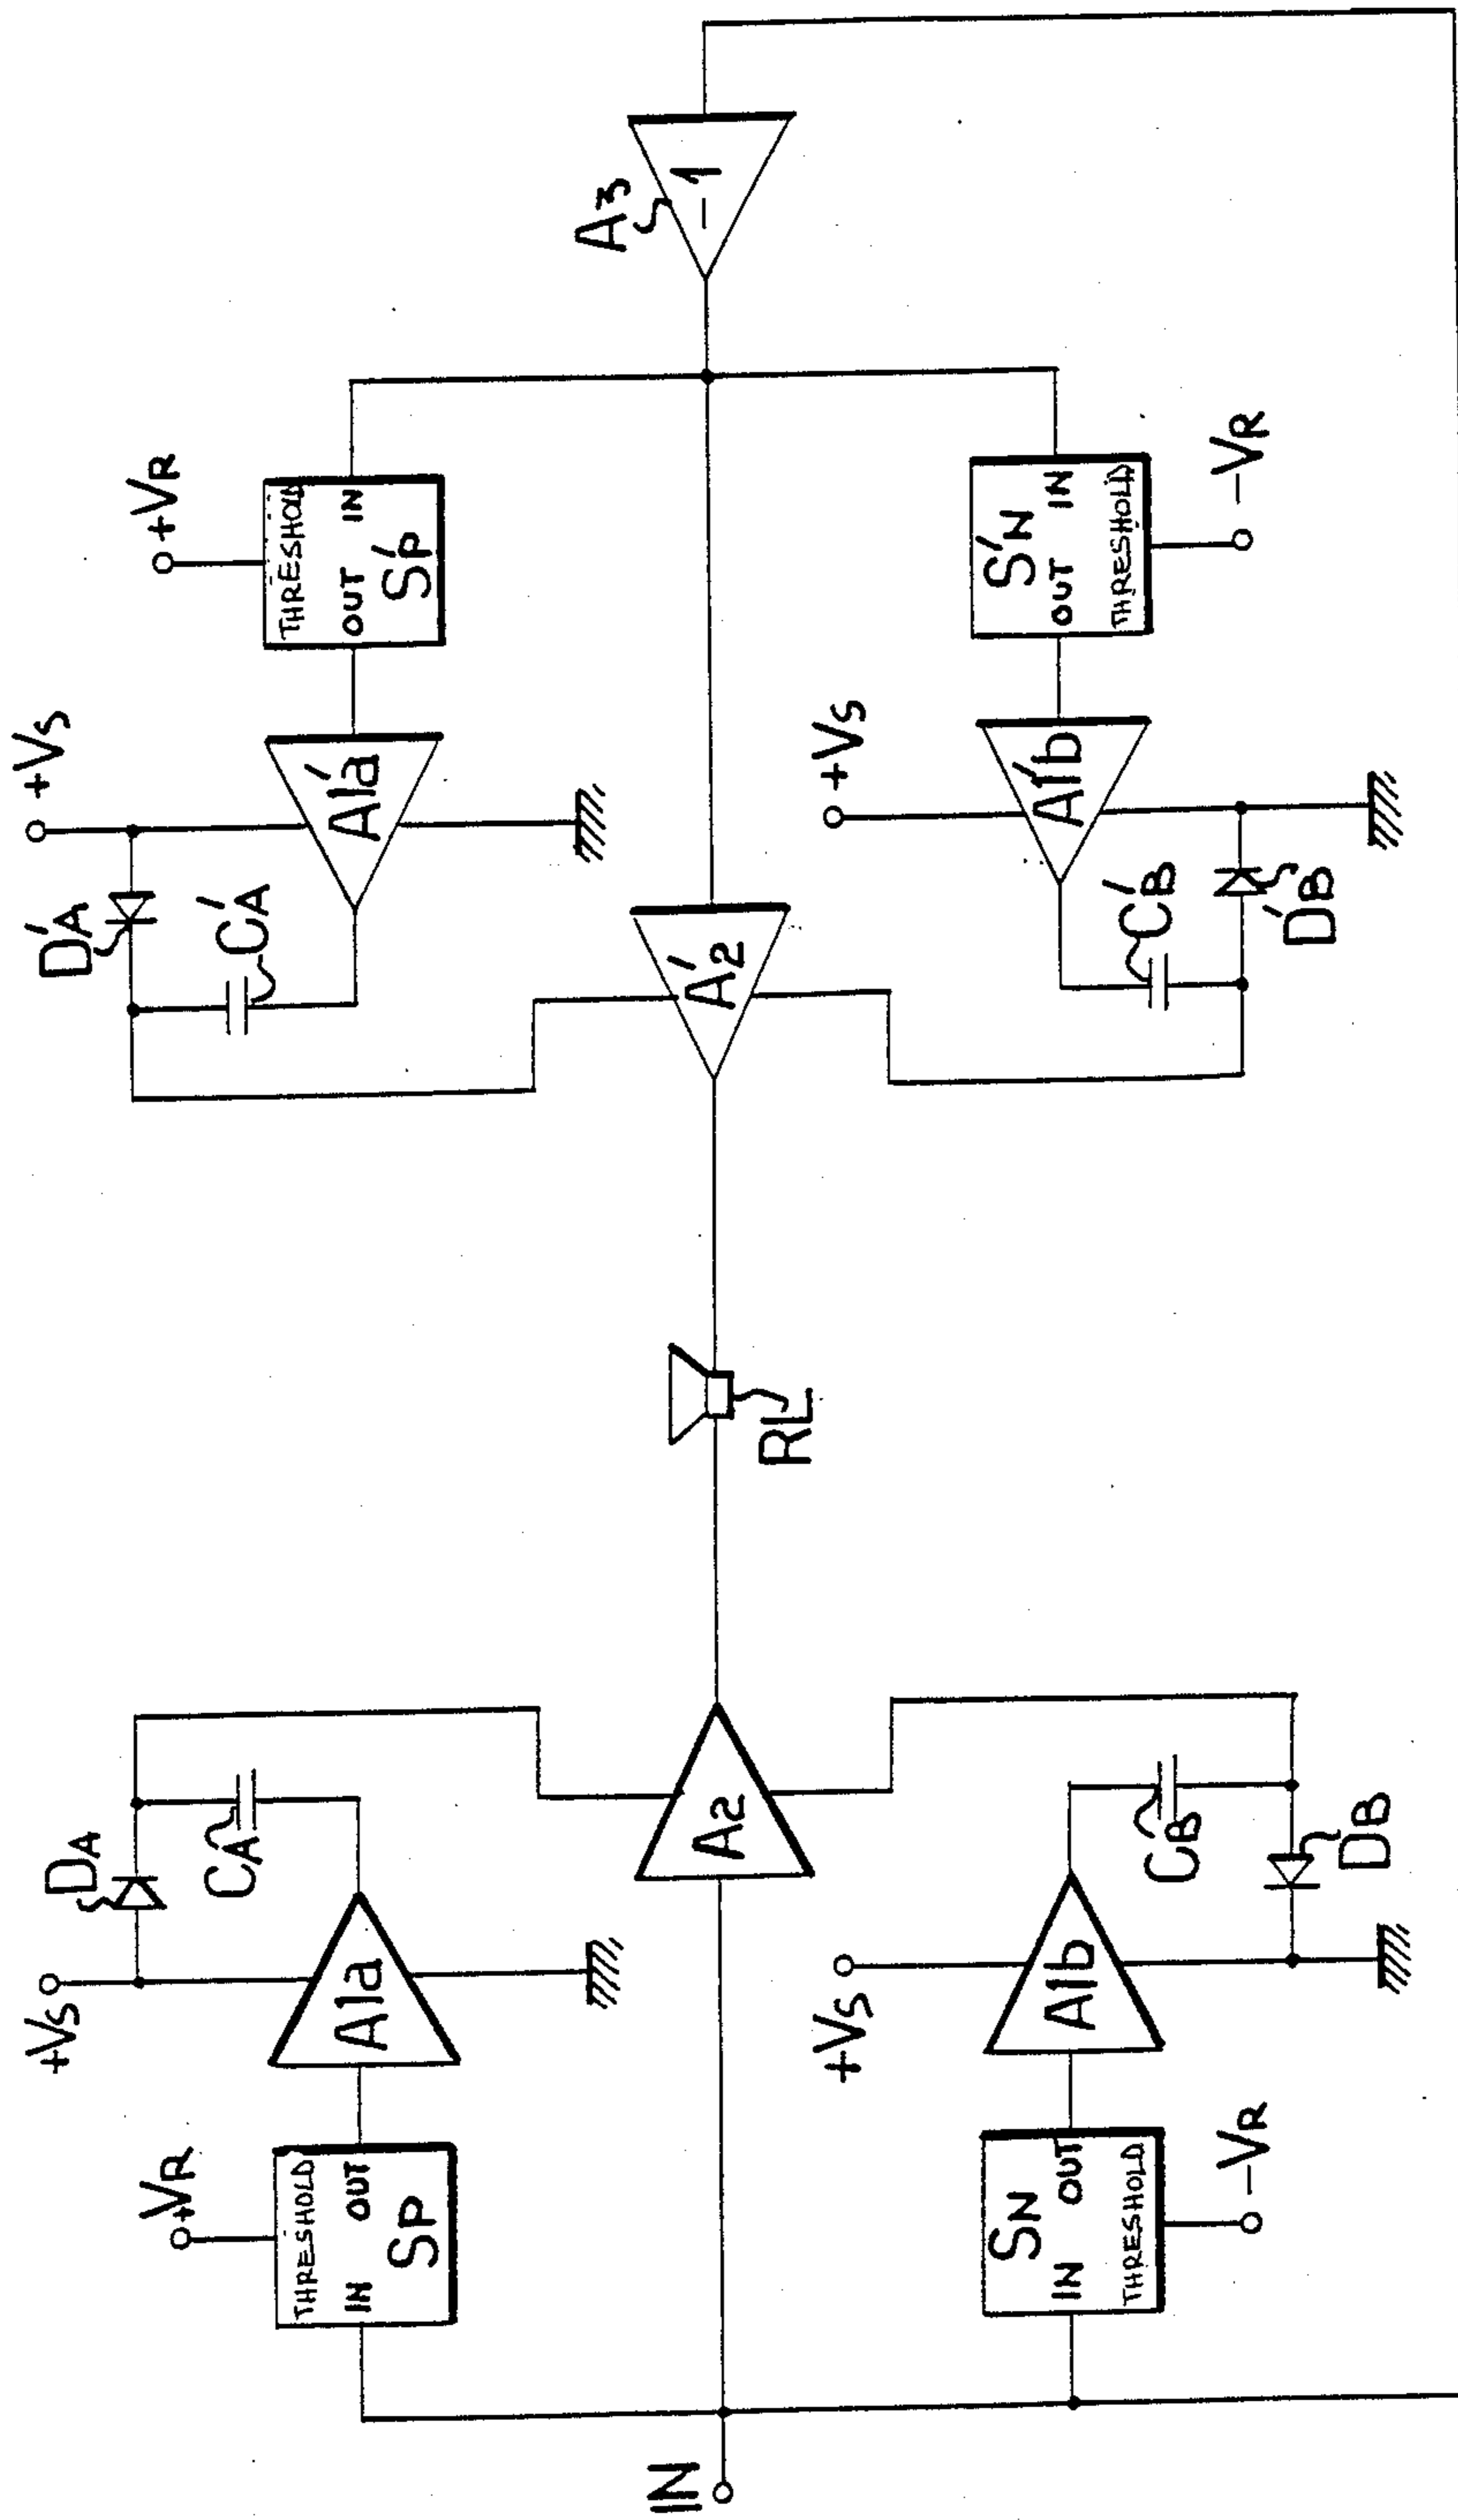 +VS
+VS
+VR
DA
D'A
+VR
THRESHOLD
IN OUT
SP
A1a
CA
C'A
A'1a
THRESHOLD
OUT IN
S'P
IN
A2
RL
A'2
A3
-1
+VS
+VS
SN
IN OUT
THRESHOLD
A1b
CB
C'B
A'1b
S'N
OUT IN
THRESHOLD
-VR
DB
D'B
-VR